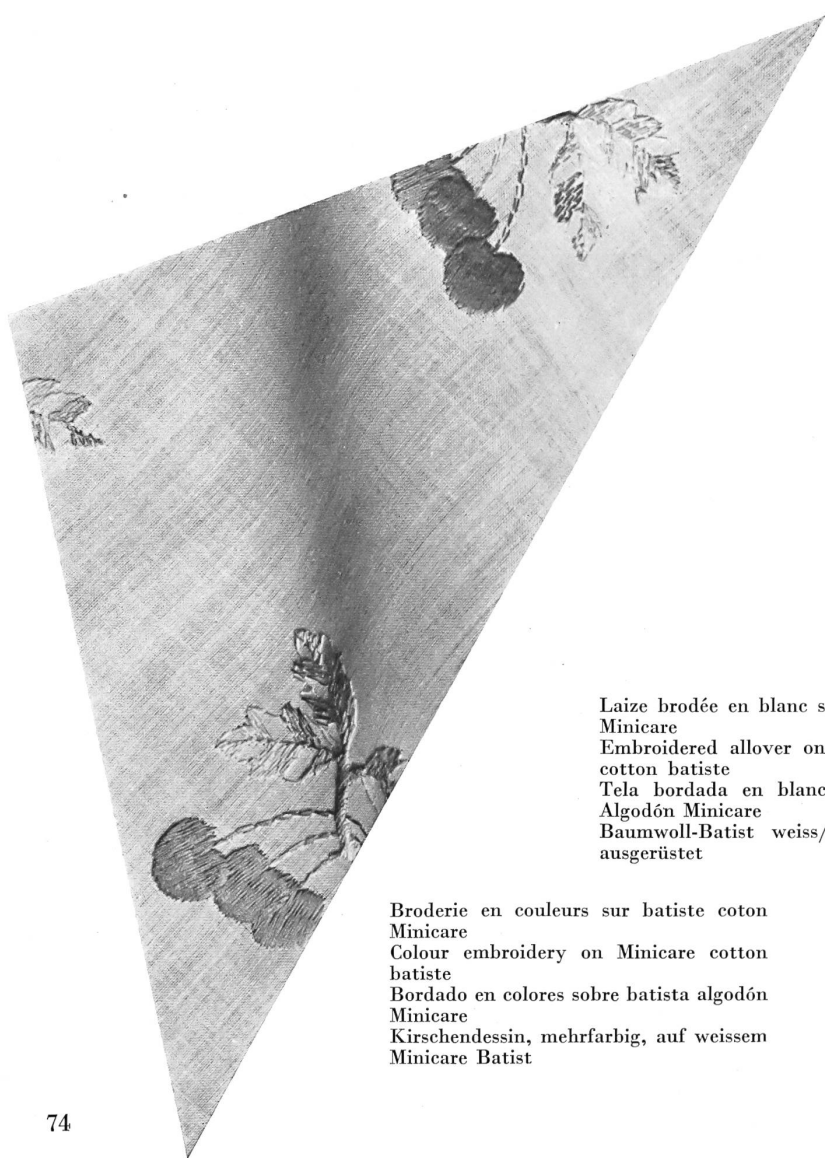 Laize brodée en blanc
Minicare
Embroidered allover on
cotton batiste
Tela bordada en blanc
Algodón Minicare
Baumwoll-Batist weiss/
ausgerüstet
Broderie en couleurs sur batiste coton
Minicare
Colour embroidery on Minicare cotton
batiste
Bordado en colores sobre batista algodón
Minicare
Kirschendessin, mehrfarbig, auf weissem
Minicare Batist
74